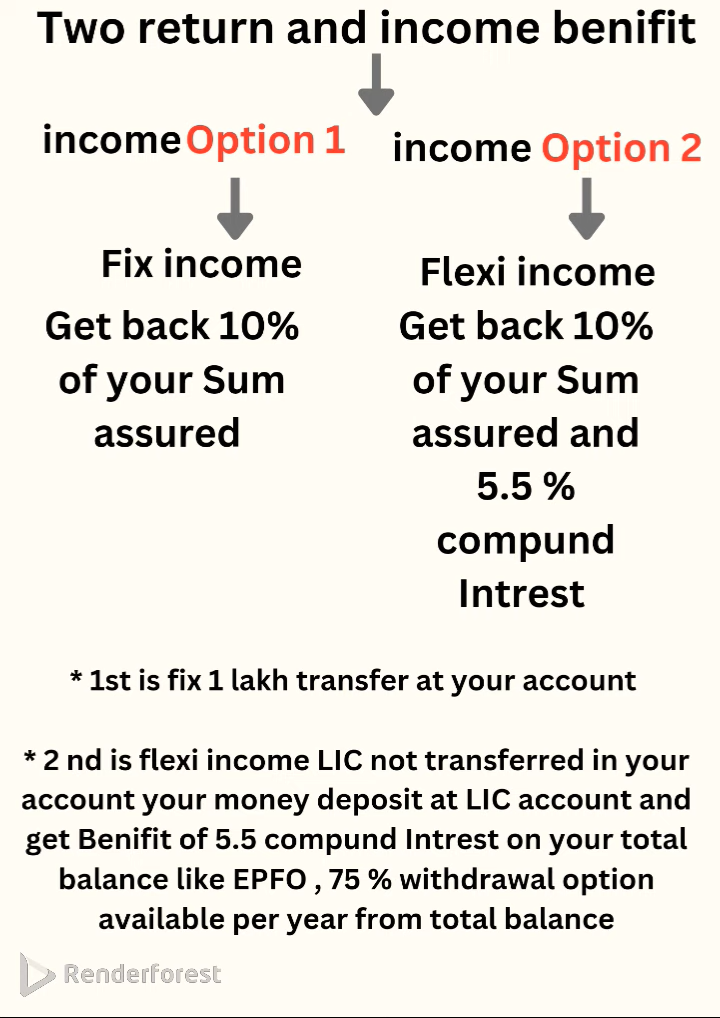 Two return and income benifit
income Option 1
Fix income
Get back 10%
of your Sum
assured
income Option 2
Flexi income
Get back 10%
of your Sum
assured and
5.5 %
compund
Intrest
* 1st is fix 1 lakh transfer at your account
* 2 nd is flexi income LIC not transferred in your
account your money deposit at LIC account and
get Benifit of 5.5 compund Intrest on your total
balance like EPFO , 75 % withdrawal option
available per year from total balance
Renderforest